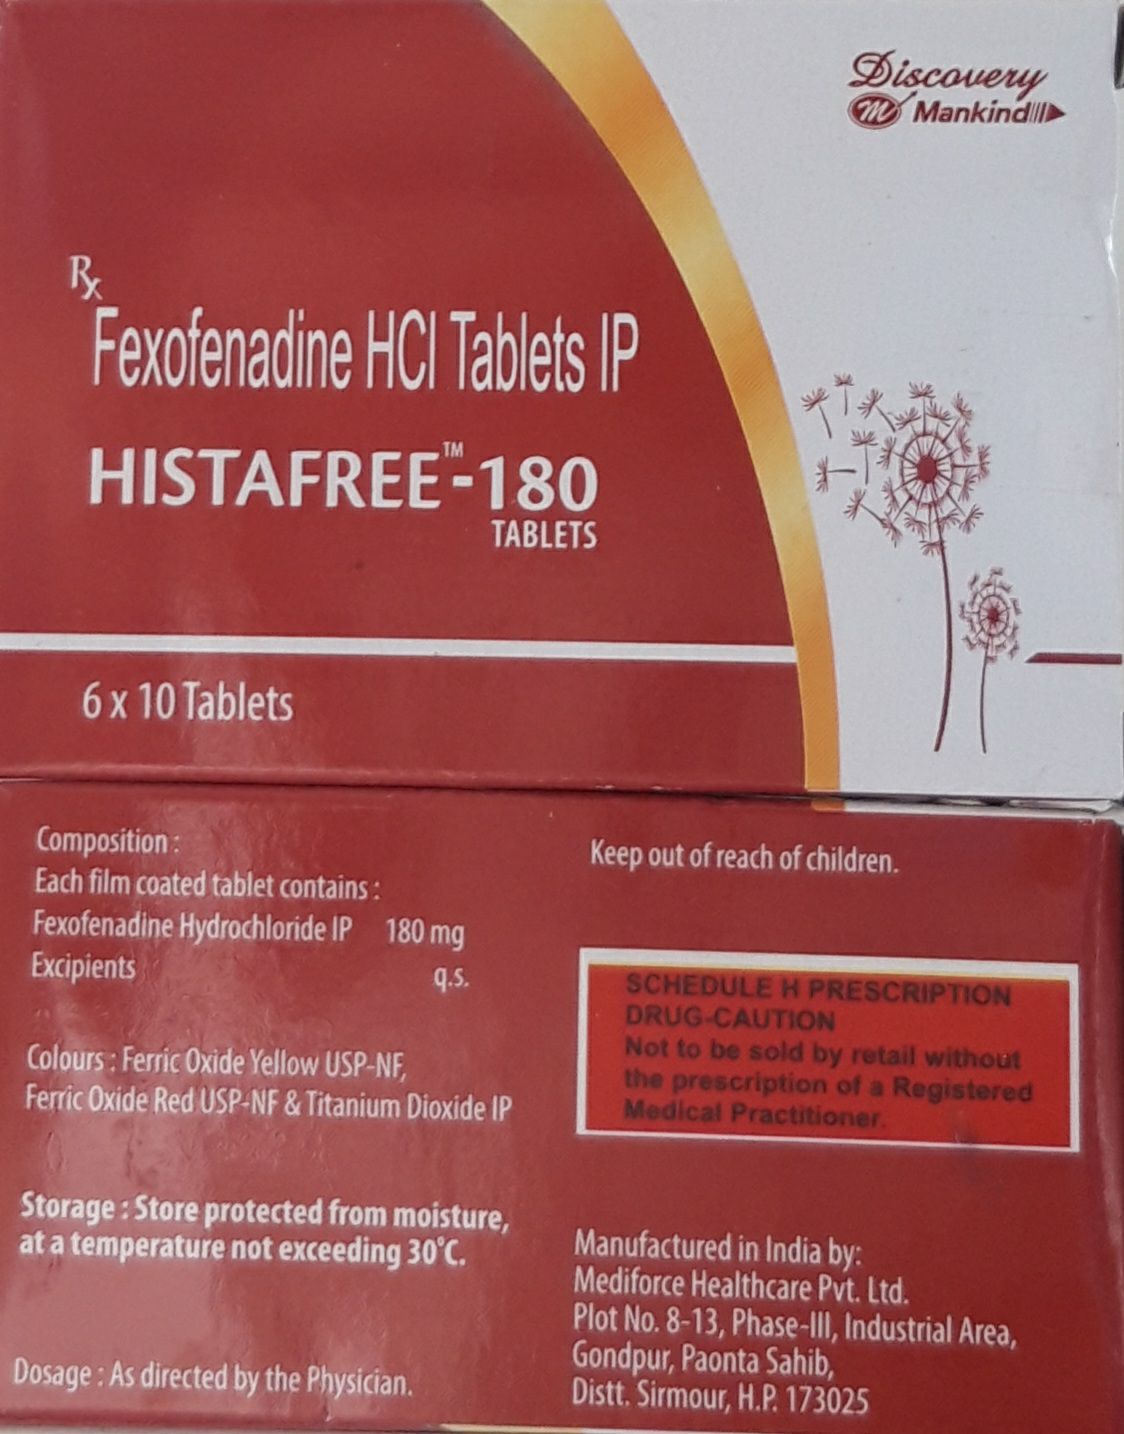 Discovery
m Mankind
Rx
Fexofenadine HCl Tablets IP
HISTAFREE™-180
TABLETS
6 x 10 Tablets
Composition :
Each film coated tablet contains :
Fexofenadine Hydrochloride IP 180 mg
Excipients q.s.
Colours : Ferric Oxide Yellow USP-NF,
Ferric Oxide Red USP-NF & Titanium Dioxide IP
Storage : Store protected from moisture,
at a temperature not exceeding 30°C.
Dosage : As directed by the Physician.
Keep out of reach of children.
SCHEDULE H PRESCRIPTION
DRUG-CAUTION
Not to be sold by retail without
the prescription of a Registered
Medical Practitioner.
Manufactured in India by:
Mediforce Healthcare Pvt. Ltd.
Plot No. 8-13, Phase-III, Industrial Area,
Gondpur, Paonta Sahib,
Distt. Sirmour, H.P. 173025